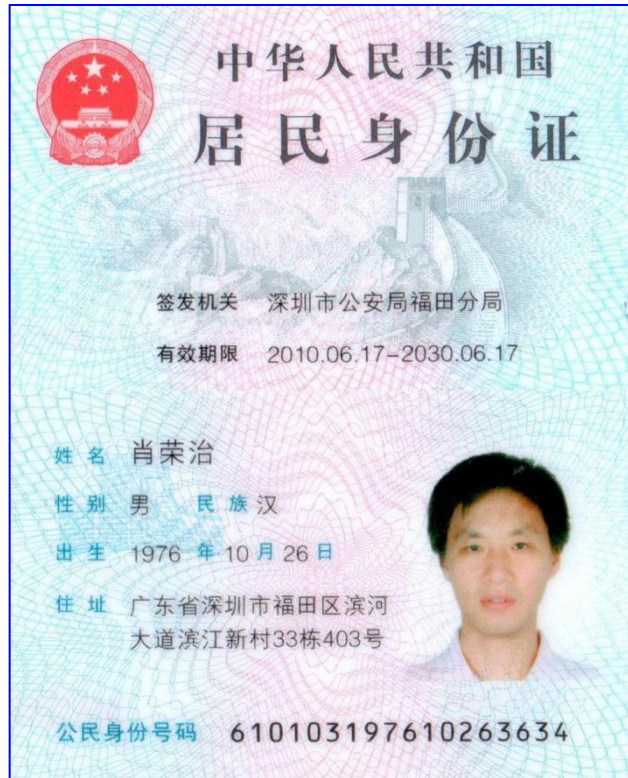 中华人民共和国
居民身份证
签发机关 深圳市公安局福田分局
有效期限 2010.06.17-2030.06.17
姓名 肖荣治
性别 男 民族 汉
出生 1976 年 10 月 26 日
住址 广东省深圳市福田区滨河
大道滨江新村33栋403号
公民身份号码 610103197610263634